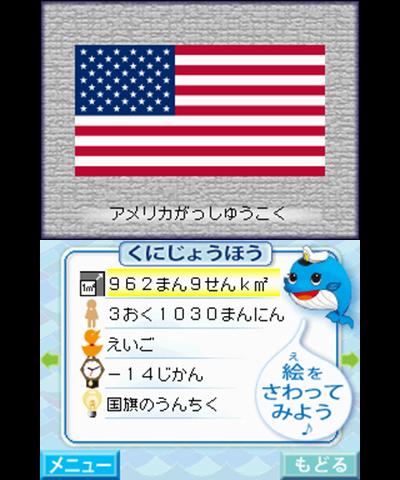 アメリカがっしゅうこく
くにじょうほう
1m²
９６２まん９せんｋ㎡
３おく１０３０まんにん
えいご
－１４じかん
国旗のうんちく
え
絵を
さわって
みよう
♪
メニュー
もどる